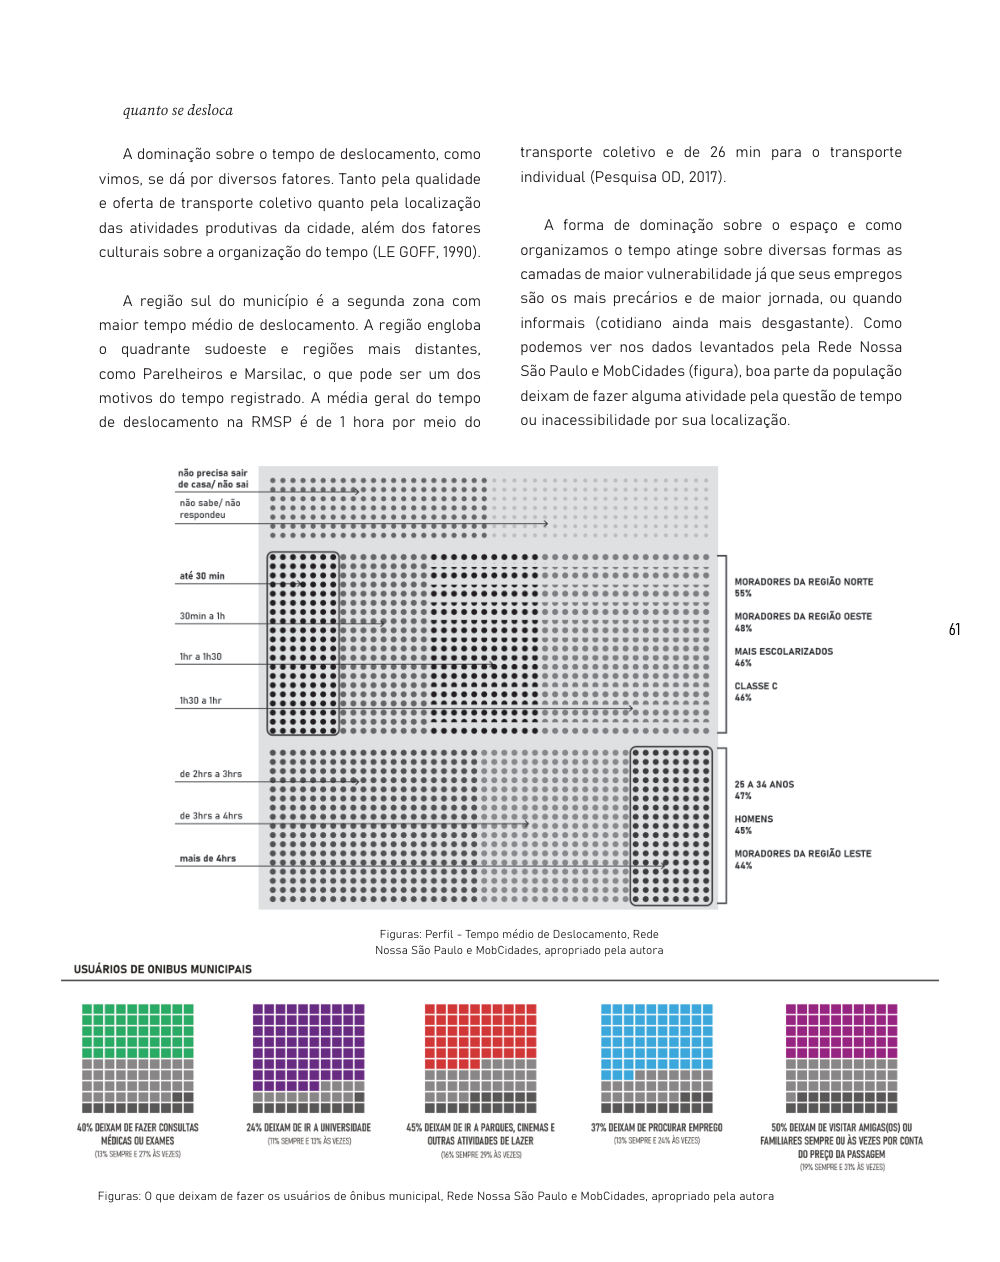 quanto se desloca
A dominação sobre o tempo de deslocamento, como
vimos, se dá por diversos fatores. Tanto pela qualidade
e oferta de transporte coletivo quanto pela localização
das atividades produtivas da cidade, além dos fatores
culturais sobre a organização do tempo (LE GOFF, 1990).
A região sul do município é a segunda zona com
maior tempo médio de deslocamento. A região engloba
o quadrante sudoeste e regiões mais distantes,
como Parelheiros e Marsilac, o que pode ser um dos
motivos do tempo registrado. A média geral do tempo
de deslocamento na RMSP é de 1 hora por meio do
transporte coletivo e de 26 min para o transporte
individual (Pesquisa OD, 2017).
A forma de dominação sobre o espaço e como
organizamos o tempo atinge sobre diversas formas as
camadas de maior vulnerabilidade já que seus empregos
são os mais precários e de maior jornada, ou quando
informais (cotidiano ainda mais desgastante). Como
podemos ver nos dados levantados pela Rede Nossa
São Paulo e MobCidades (figura), boa parte da população
deixam de fazer alguma atividade pela questão de tempo
ou inacessibilidade por sua localização.
61
não precisa sair
de casa/ não sai
não sabe/ não
respondeu
até 30 min
30min a 1h
1hr a 1h30
1h30 a 1hr
de 2hrs a 3hrs
de 3hrs a 4hrs
mais de 4hrs
MORADORES DA REGIÃO NORTE
55%
MORADORES DA REGIÃO OESTE
48%
MAIS ESCOLARIZADOS
46%
CLASSE C
46%
25 A 34 ANOS
47%
HOMENS
45%
MORADORES DA REGIÃO LESTE
44%
Figuras: Perfil - Tempo médio de Deslocamento, Rede
Nossa São Paulo e MobCidades, apropriado pela autora
USUÁRIOS DE ONIBUS MUNICIPAIS
40% DEIXAM DE FAZER CONSULTAS
MÉDICAS OU EXAMES
(13% SEMPRE E 27% ÀS VEZES)
24% DEIXAM DE IR A UNIVERSIDADE
(11% SEMPRE E 13% ÀS VEZES)
45% DEIXAM DE IR A PARQUES, CINEMAS E
OUTRAS ATIVIDADES DE LAZER
(16% SEMPRE 29% ÀS VEZES)
37% DEIXAM DE PROCURAR EMPREGO
(13% SEMPRE E 24% ÀS VEZES)
50% DEIXAM DE VISITAR AMIGAS(OS) OU
FAMILIARES SEMPRE OU ÀS VEZES POR CONTA
DO PREÇO DA PASSAGEM
(19% SEMPRE E 31% ÀS VEZES)
Figuras: O que deixam de fazer os usuários de ônibus municipal, Rede Nossa São Paulo e MobCidades, apropriado pela autora